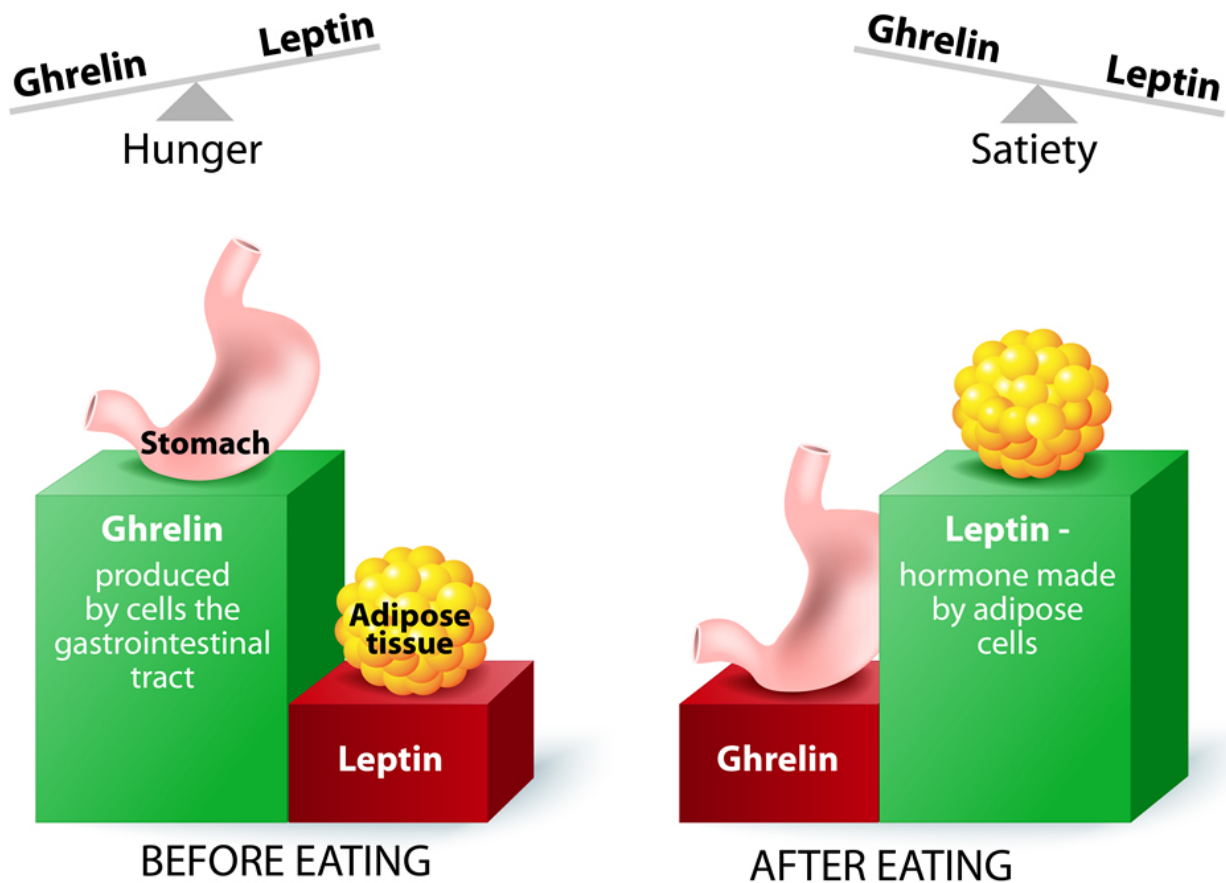 Ghrelin Leptin
Hunger
Ghrelin Leptin
Satiety
Stomach
Ghrelin
produced
by cells the
gastrointestinal
tract
Adipose
tissue
Leptin
BEFORE EATING
Ghrelin
Leptin -
hormone made
by adipose
cells
AFTER EATING